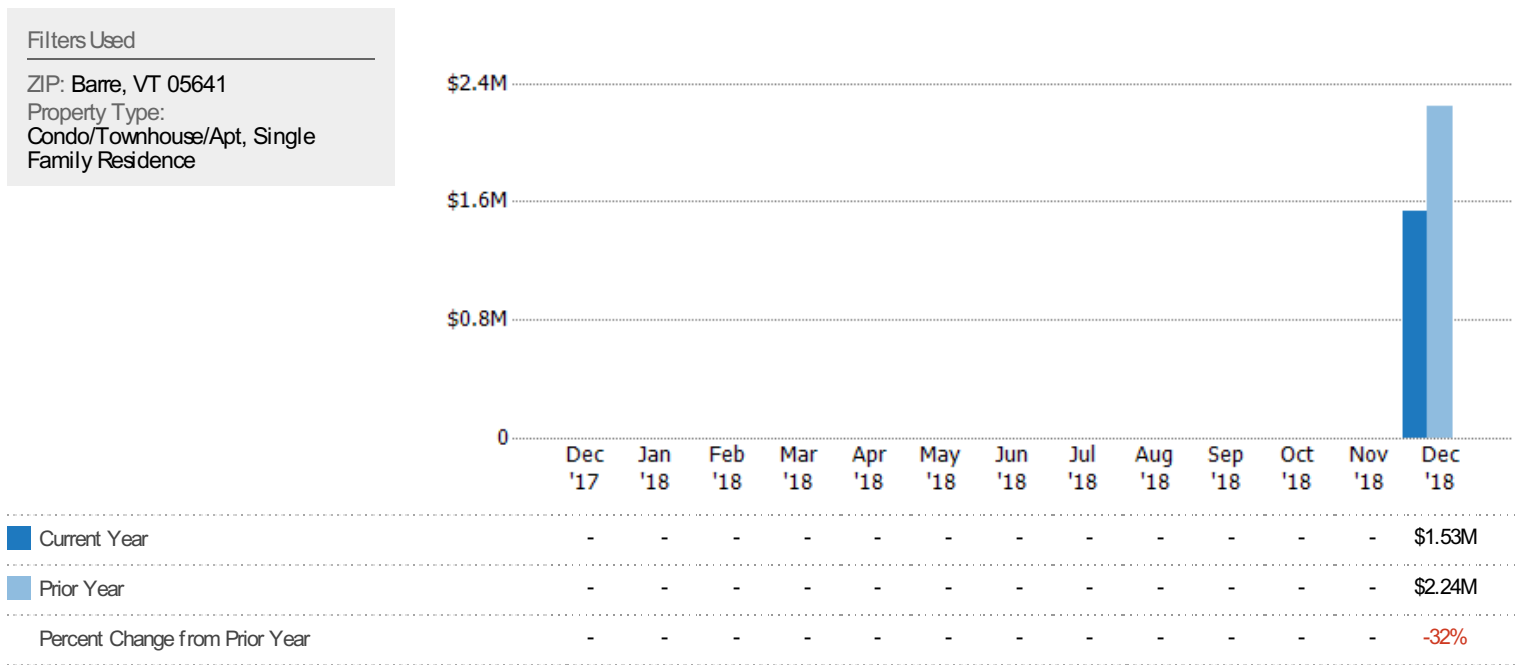 Filters Used
ZIP: Barre, VT 05641
Property Type:
Condo/Townhouse/Apt, Single
Family Residence
$2.4M
$1.6M
$0.8M
0
Dec Jan Feb Mar Apr May Jun Jul Aug Sep Oct Nov Dec
'17 '18 '18 '18 '18 '18 '18 '18 '18 '18 '18 '18 '18
Current Year - - - - - - - - - - - - $1.53M
Prior Year - - - - - - - - - - - - $2.24M
Percent Change from Prior Year - - - - - - - - - - - - -32%